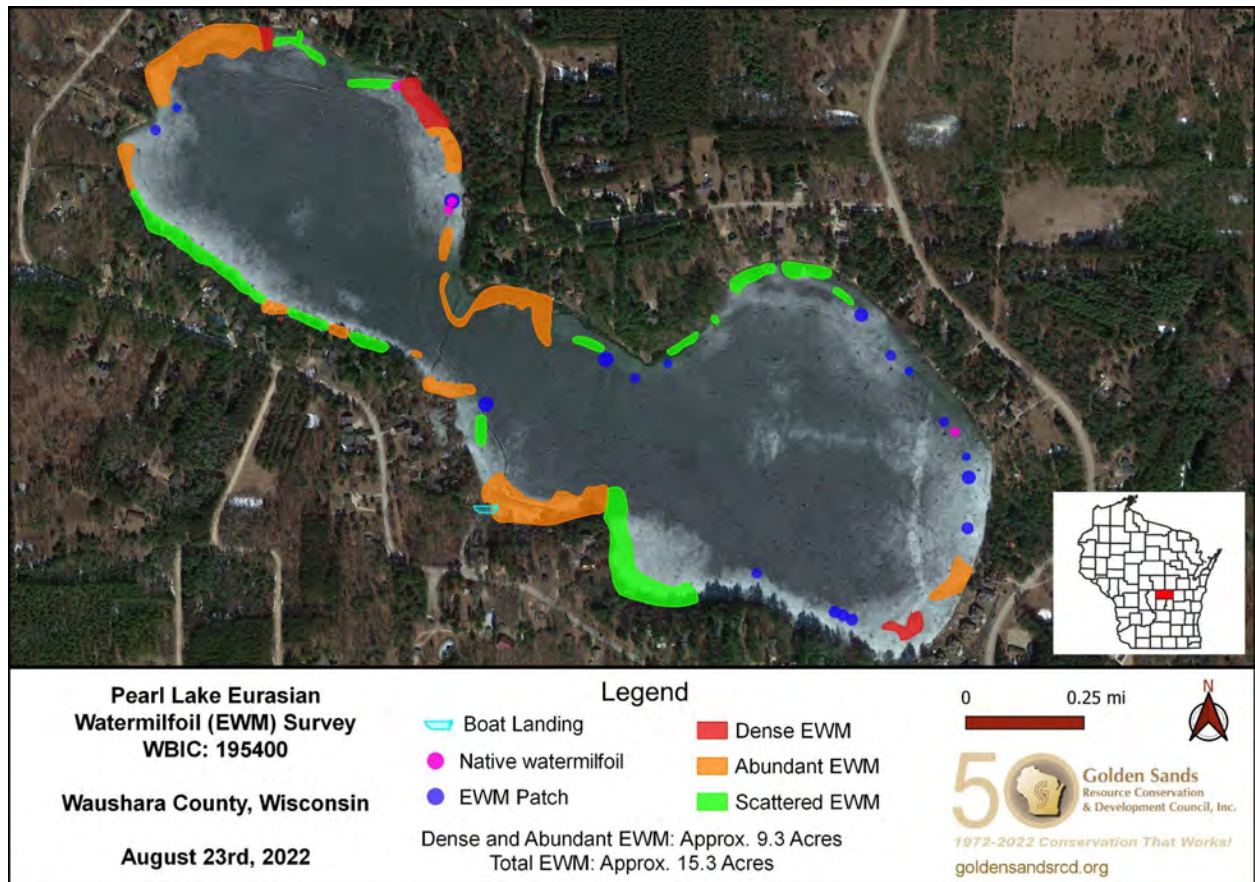 Pearl Lake Eurasian
Watermilfoil (EWM) Survey
WBIC: 195400
Waushara County, Wisconsin
August 23rd, 2022
Legend
Boat Landing
Native watermilfoil
EWM Patch
Dense EWM
Abundant EWM
Scattered EWM
Dense and Abundant EWM: Approx. 9.3 Acres
Total EWM: Approx. 15.3 Acres
0 0.25 mi
N
50
Golden Sands
Resource Conservation
& Development Council, Inc.
1972-2022 Conservation That Works!
goldensandsrcd.org